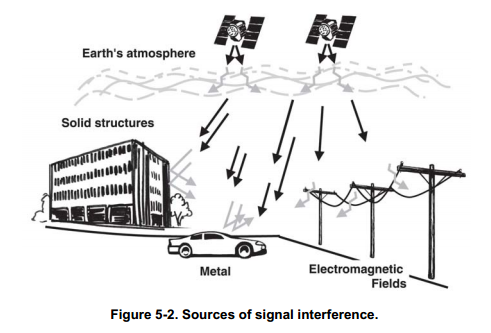 Earth's atmosphere
Solid structures
Metal
Electromagnetic
Fields
Figure 5-2. Sources of signal interference.